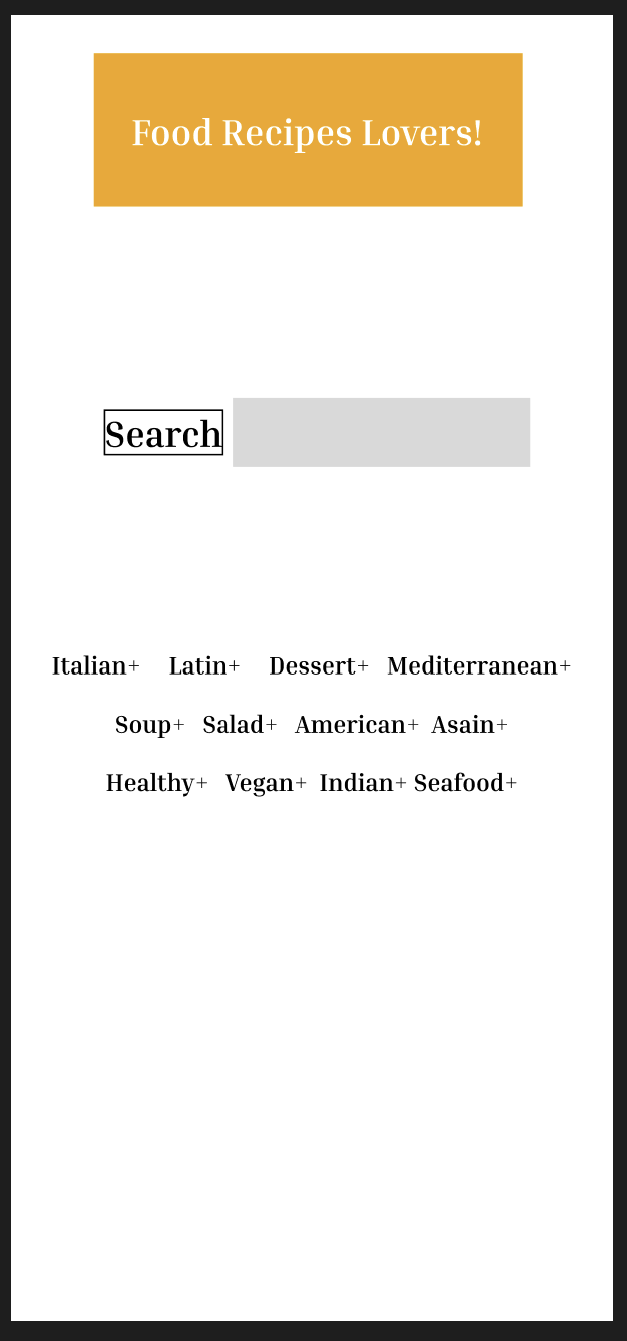 Food Recipes Lovers!
Search
Italian+ Latin+ Dessert+ Mediterranean+
Soup+ Salad+ American+ Asain+
Healthy+ Vegan+ Indian+ Seafood+